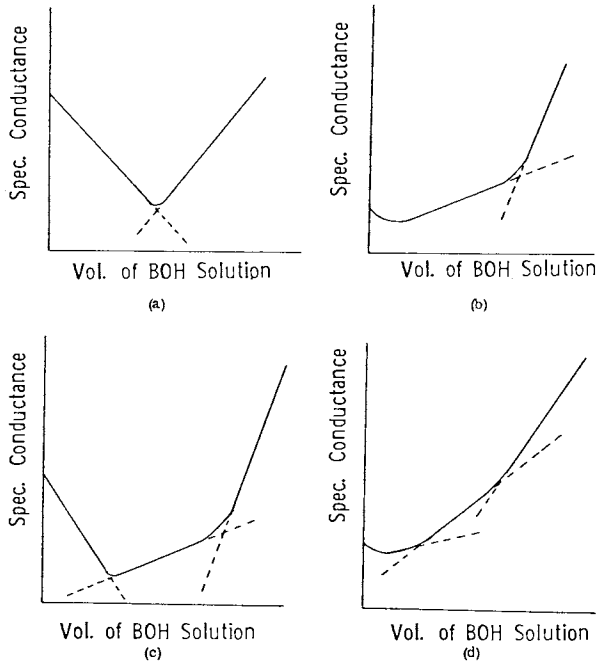 Spec. Conductance
Vol. of BOH Solution
(a)
Spec. Conductance
Vol. of BOH Solution
(b)
Spec. Conductance
Vol. of BOH Solution
(c)
Spec. Conductance
Vol. of BOH Solution
(d)